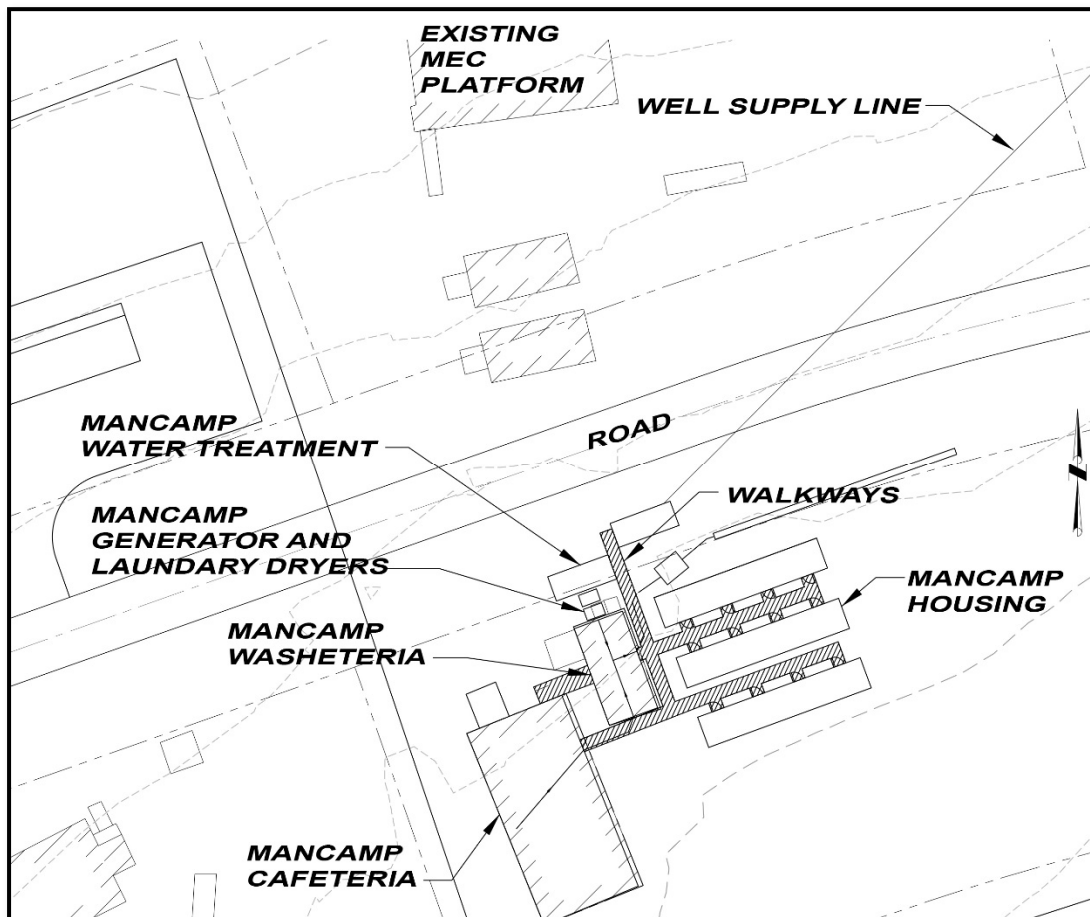 EXISTING
MEC
PLATFORM
WELL SUPPLY LINE
ROAD
MANCAMP
WATER TREATMENT
WALKWAYS
MANCAMP
GENERATOR AND
LAUNDARY DRYERS
MANCAMP
HOUSING
MANCAMP
WASHETERIA
MANCAMP
CAFETERIA